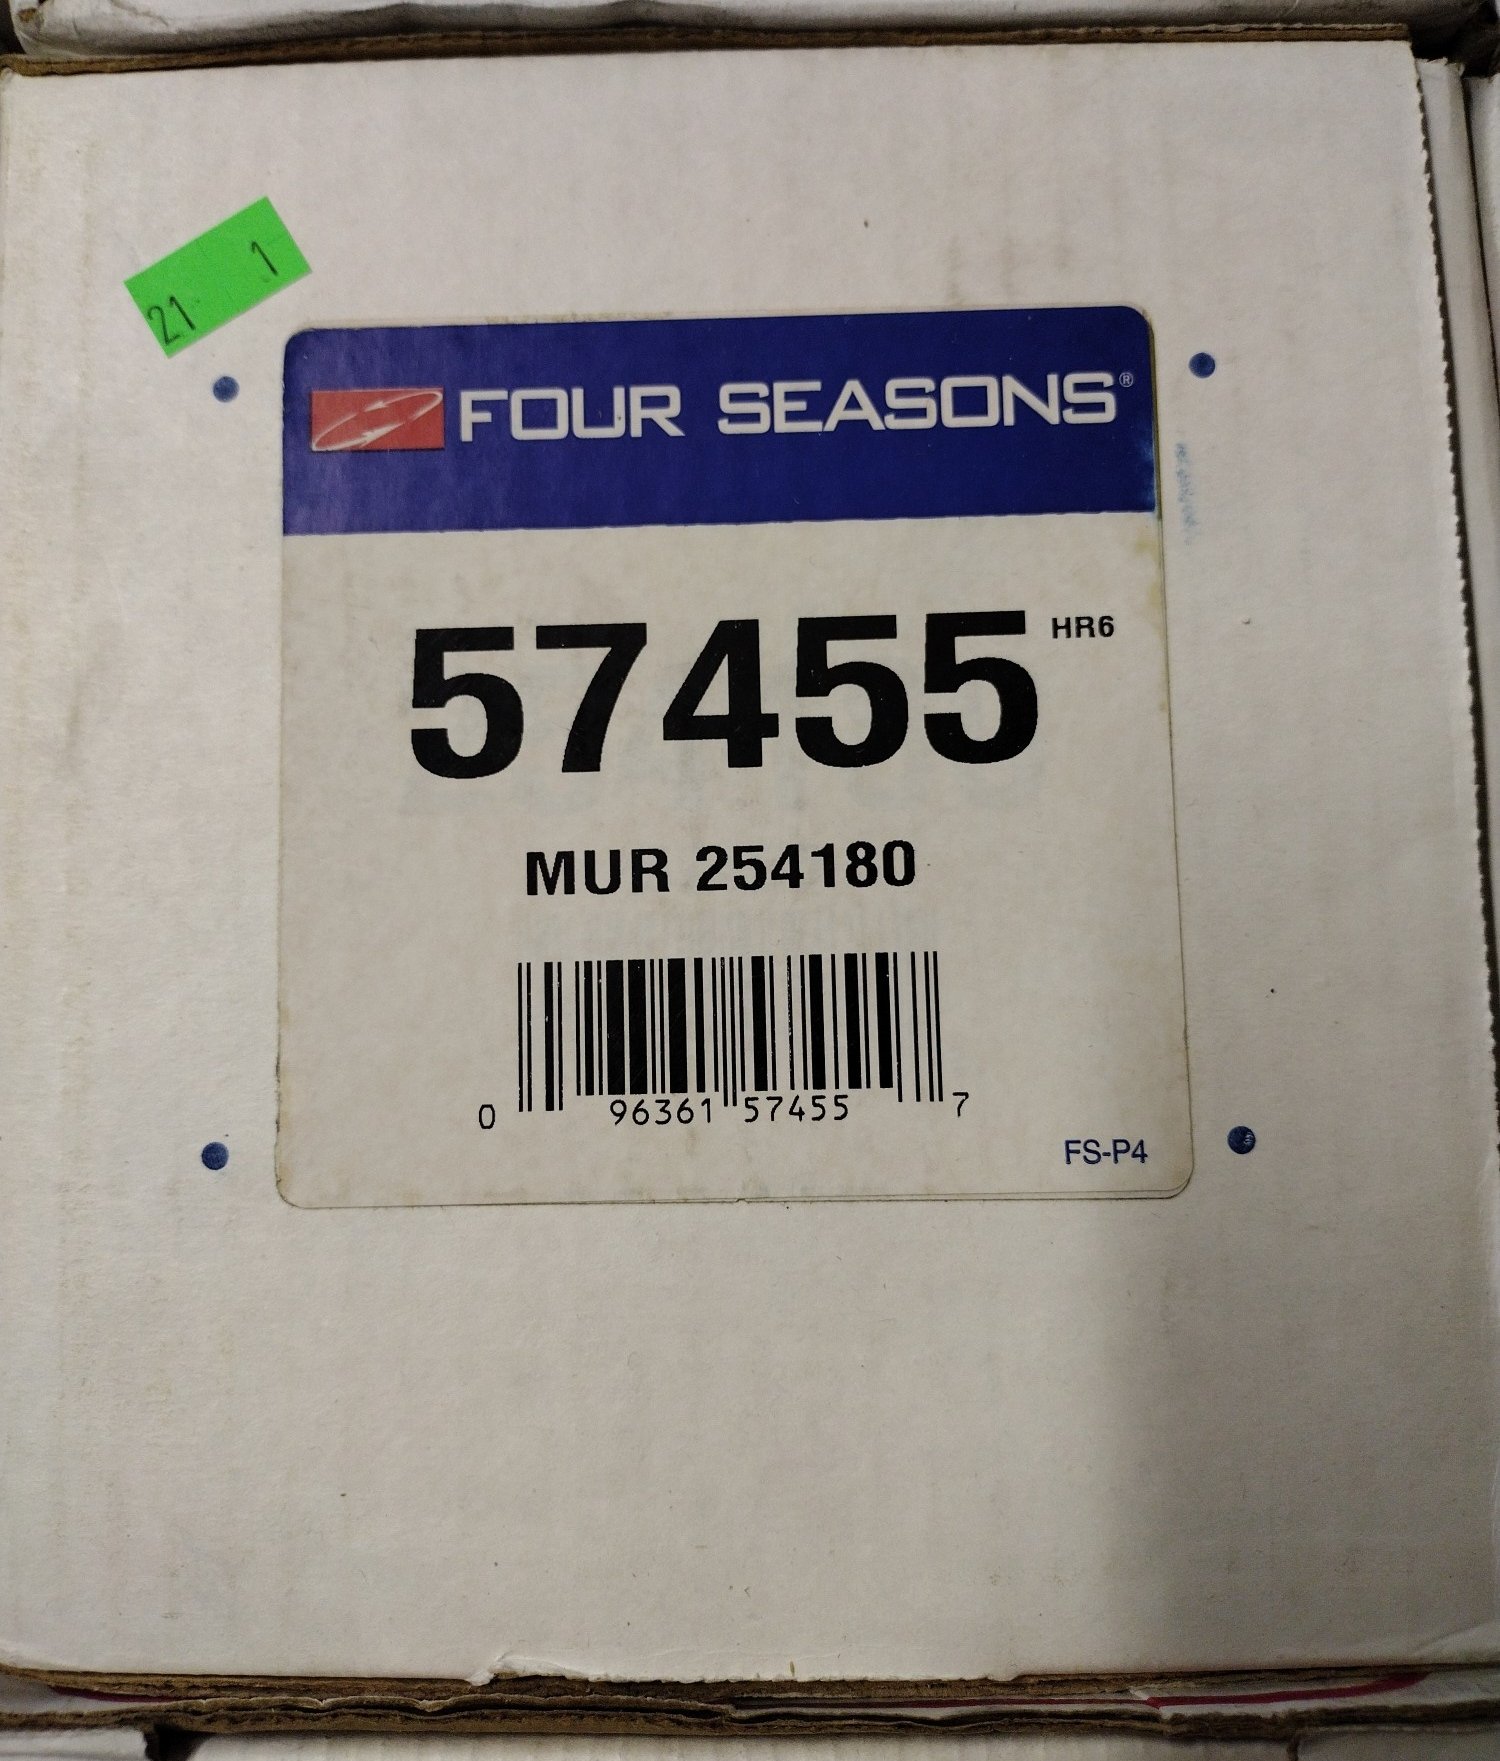 21 1
FOUR SEASONS®
57455 HR6
MUR 254180
0 96361 57455 7
FS-P4